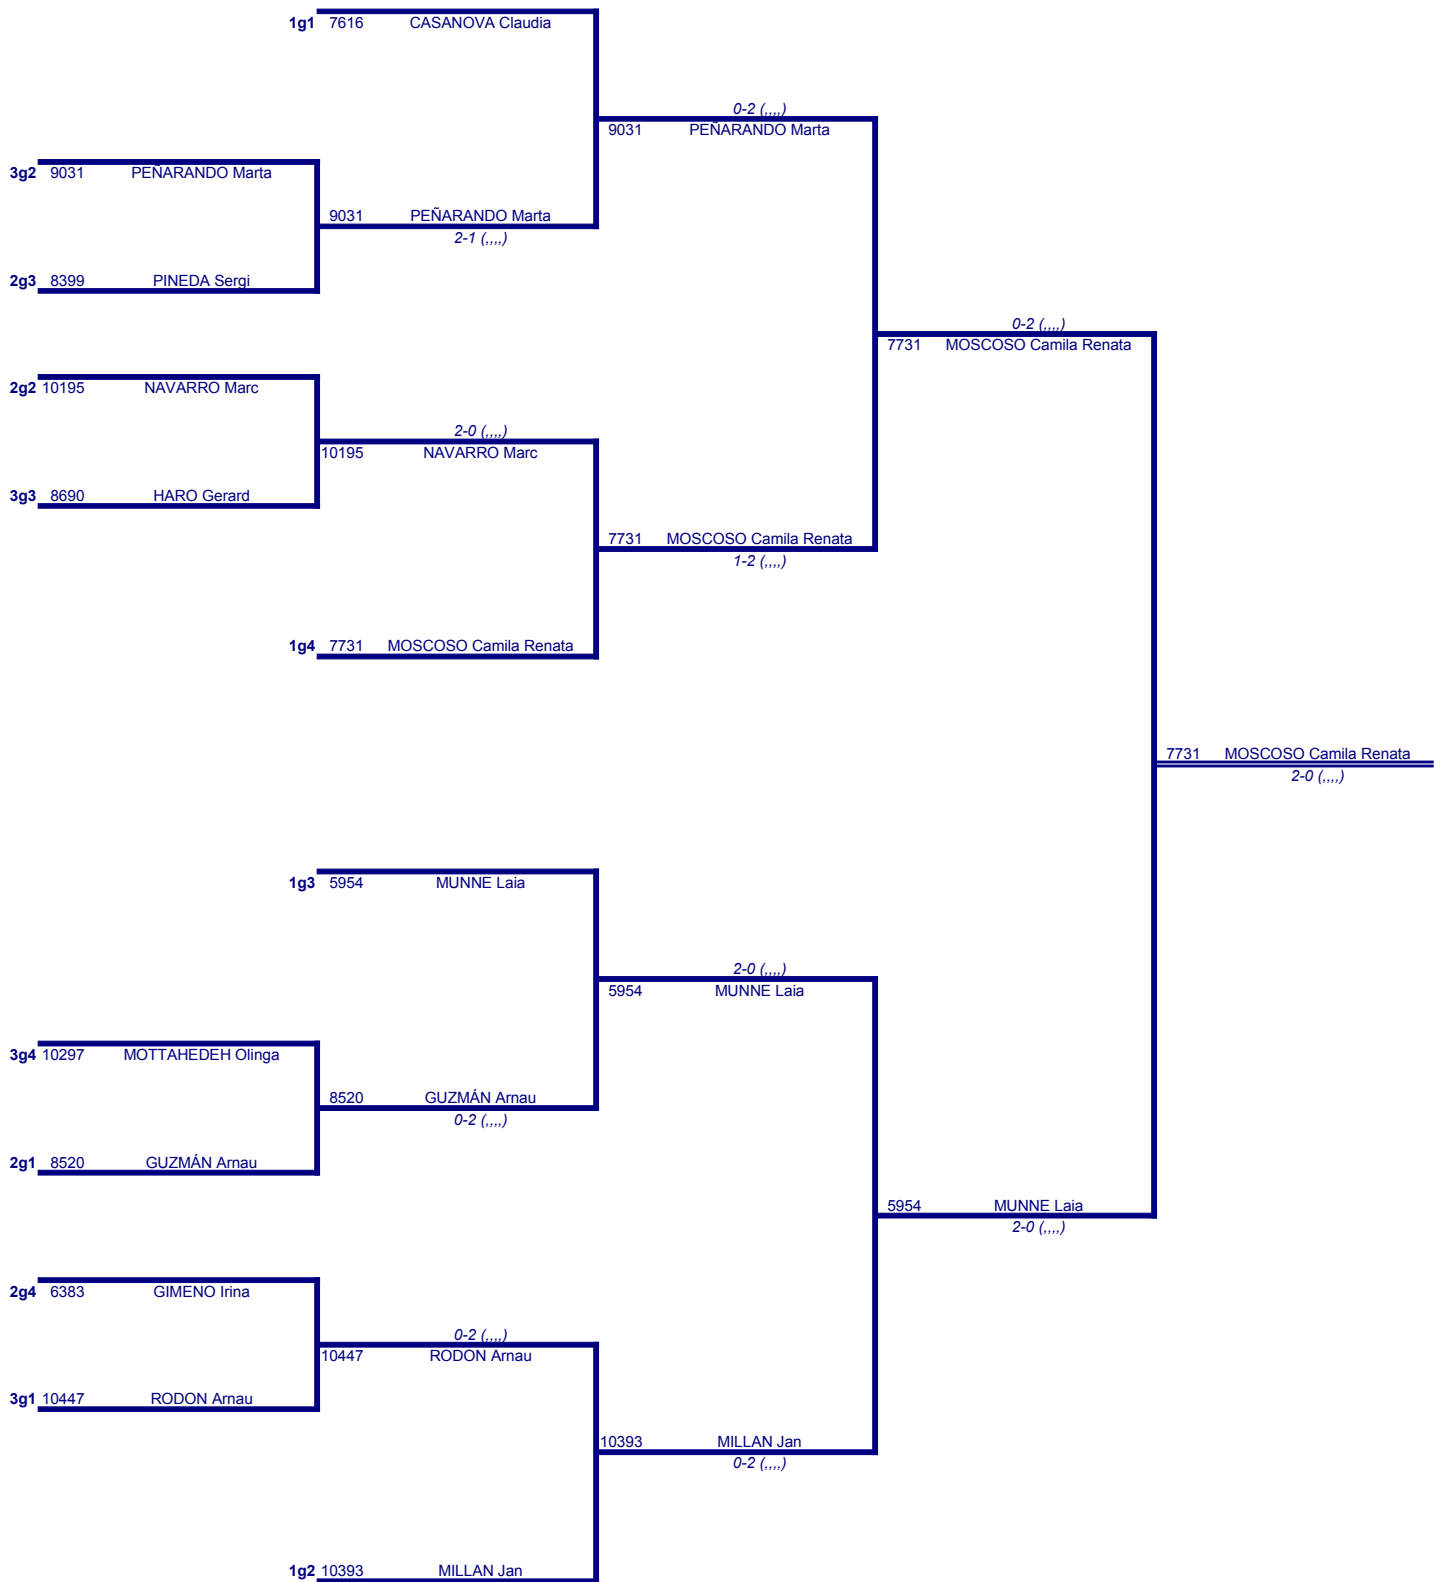 1g1 7616 CASANOVA Claudia
0-2 (,,,,)
9031 PEÑARANDO Marta
3g2 9031 PEÑARANDO Marta
9031 PEÑARANDO Marta
2-1 (,,,,)
2g3 8399 PINEDA Sergi
0-2 (,,,,)
7731 MOSCOSO Camila Renata
2g2 10195 NAVARRO Marc
2-0 (,,,,)
10195 NAVARRO Marc
3g3 8690 HARO Gerard
7731 MOSCOSO Camila Renata
1-2 (,,,,)
1g4 7731 MOSCOSO Camila Renata
7731 MOSCOSO Camila Renata
2-0 (,,,,)
1g3 5954 MUNNE Laia
2-0 (,,,,)
5954 MUNNE Laia
3g4 10297 MOTTAHEDEH Olinga
8520 GUZMÁN Arnau
0-2 (,,,,)
2g1 8520 GUZMÁN Arnau
5954 MUNNE Laia
2-0 (,,,,)
2g4 6383 GIMENO Irina
0-2 (,,,,)
10447 RODON Arnau
3g1 10447 RODON Arnau
10393 MILLAN Jan
0-2 (,,,,)
1g2 10393 MILLAN Jan